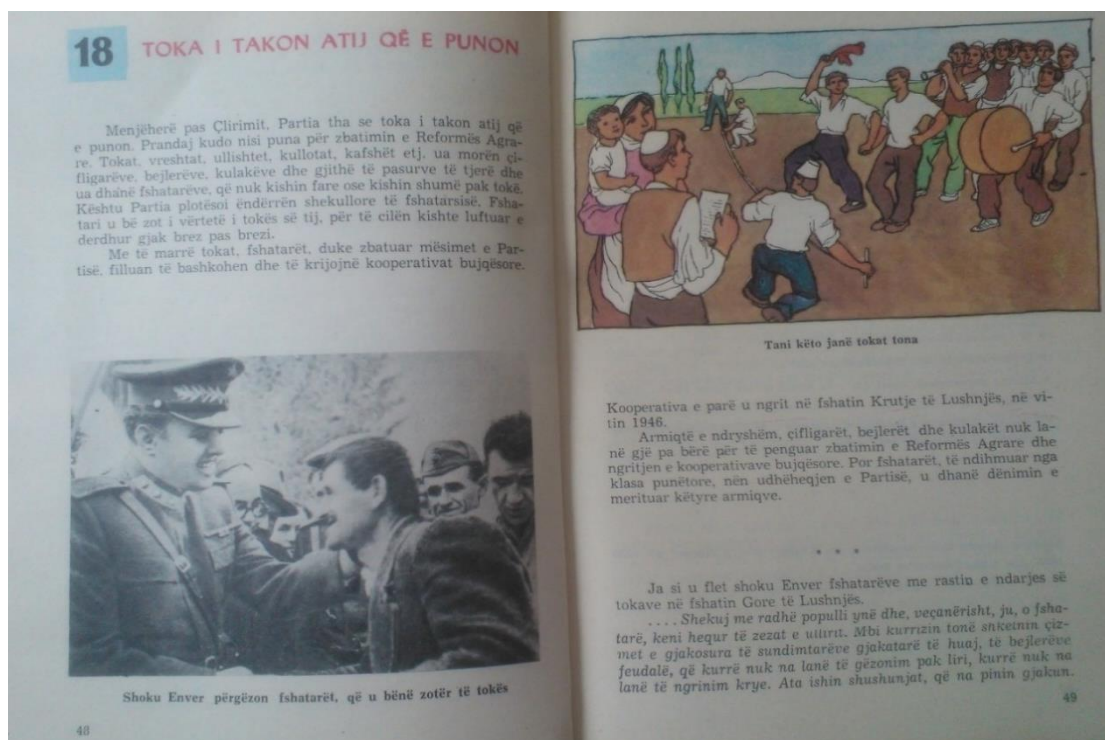 18
TOKA I TAKON ATIJ QË E PUNON
Menjëherë pas Çlirimit, Partia tha se toka i takon atij që
e punon. Prandaj kudo nisi puna për zbatimin e Reformës Agra-
re. Tokat, vreshtat, ullishtet, kullotat, kafshët etj. ua morën çi-
fligarëve, bejlerëve, kulakëve dhe gjithë të pasurve të tjerë dhe
ua dhanë fshatarëve, që nuk kishin fare ose kishin shumë pak tokë.
Kështu Partia plotësoi ëndërrën shekullore të fshatarsisë. Fsha-
tari u bë zot i vërtetë i tokës së tij, për të cilën kishte luftuar e
derdhur gjak brez pas brezi.
Me të marrë tokat, fshatarët, duke zbatuar mësimet e Par-
tisë, filluan të bashkohen dhe të krijojnë kooperativat bujqësore.
Shoku Enver përgëzon fshatarët, që u bënë zotër të tokës
48
Tani këto janë tokat tona
Kooperativa e parë u ngrit në fshatin Krutje të Lushnjës, në vi-
tin 1946.
Armiqtë e ndryshëm, çifligarët, bejlerët dhe kulakët nuk la-
në gjë pa bërë për të penguar zbatimin e Reformës Agrare dhe
ngritjen e kooperativave bujqësore. Por fshatarët, të ndihmuar nga
klasa punëtore, nën udhëheqjen e Partisë, u dhanë dënimin e
merituar këtyre armiqve.
* * *
Ja si u flet shoku Enver fshatarëve me rastin e ndarjes së
tokave në fshatin Gore të Lushnjës.
. . . . Shekuj me radhë populli ynë dhe, veçanërisht, ju, o fsha-
tarë, keni hequr të zezat e ullirit. Mbi kurrizin tonë shkelnin çiz-
met e gjakosura të sundimtarëve gjakatarë të huaj, të bejlerëve
feudalë, që kurrë nuk na lanë të gëzonim pak liri, kurrë nuk na
lanë të ngrinim krye. Ata ishin shushunjat, që na pinin gjakun.
49